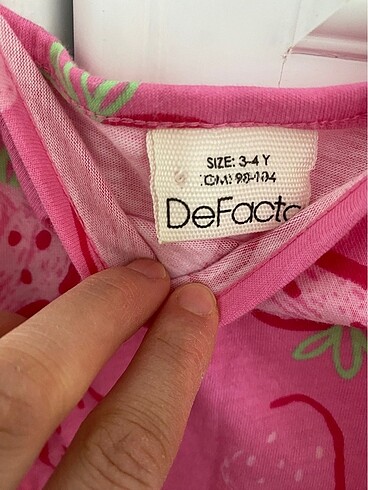 SIZE: 3-4 Y
CM: 98-104
DeFacto